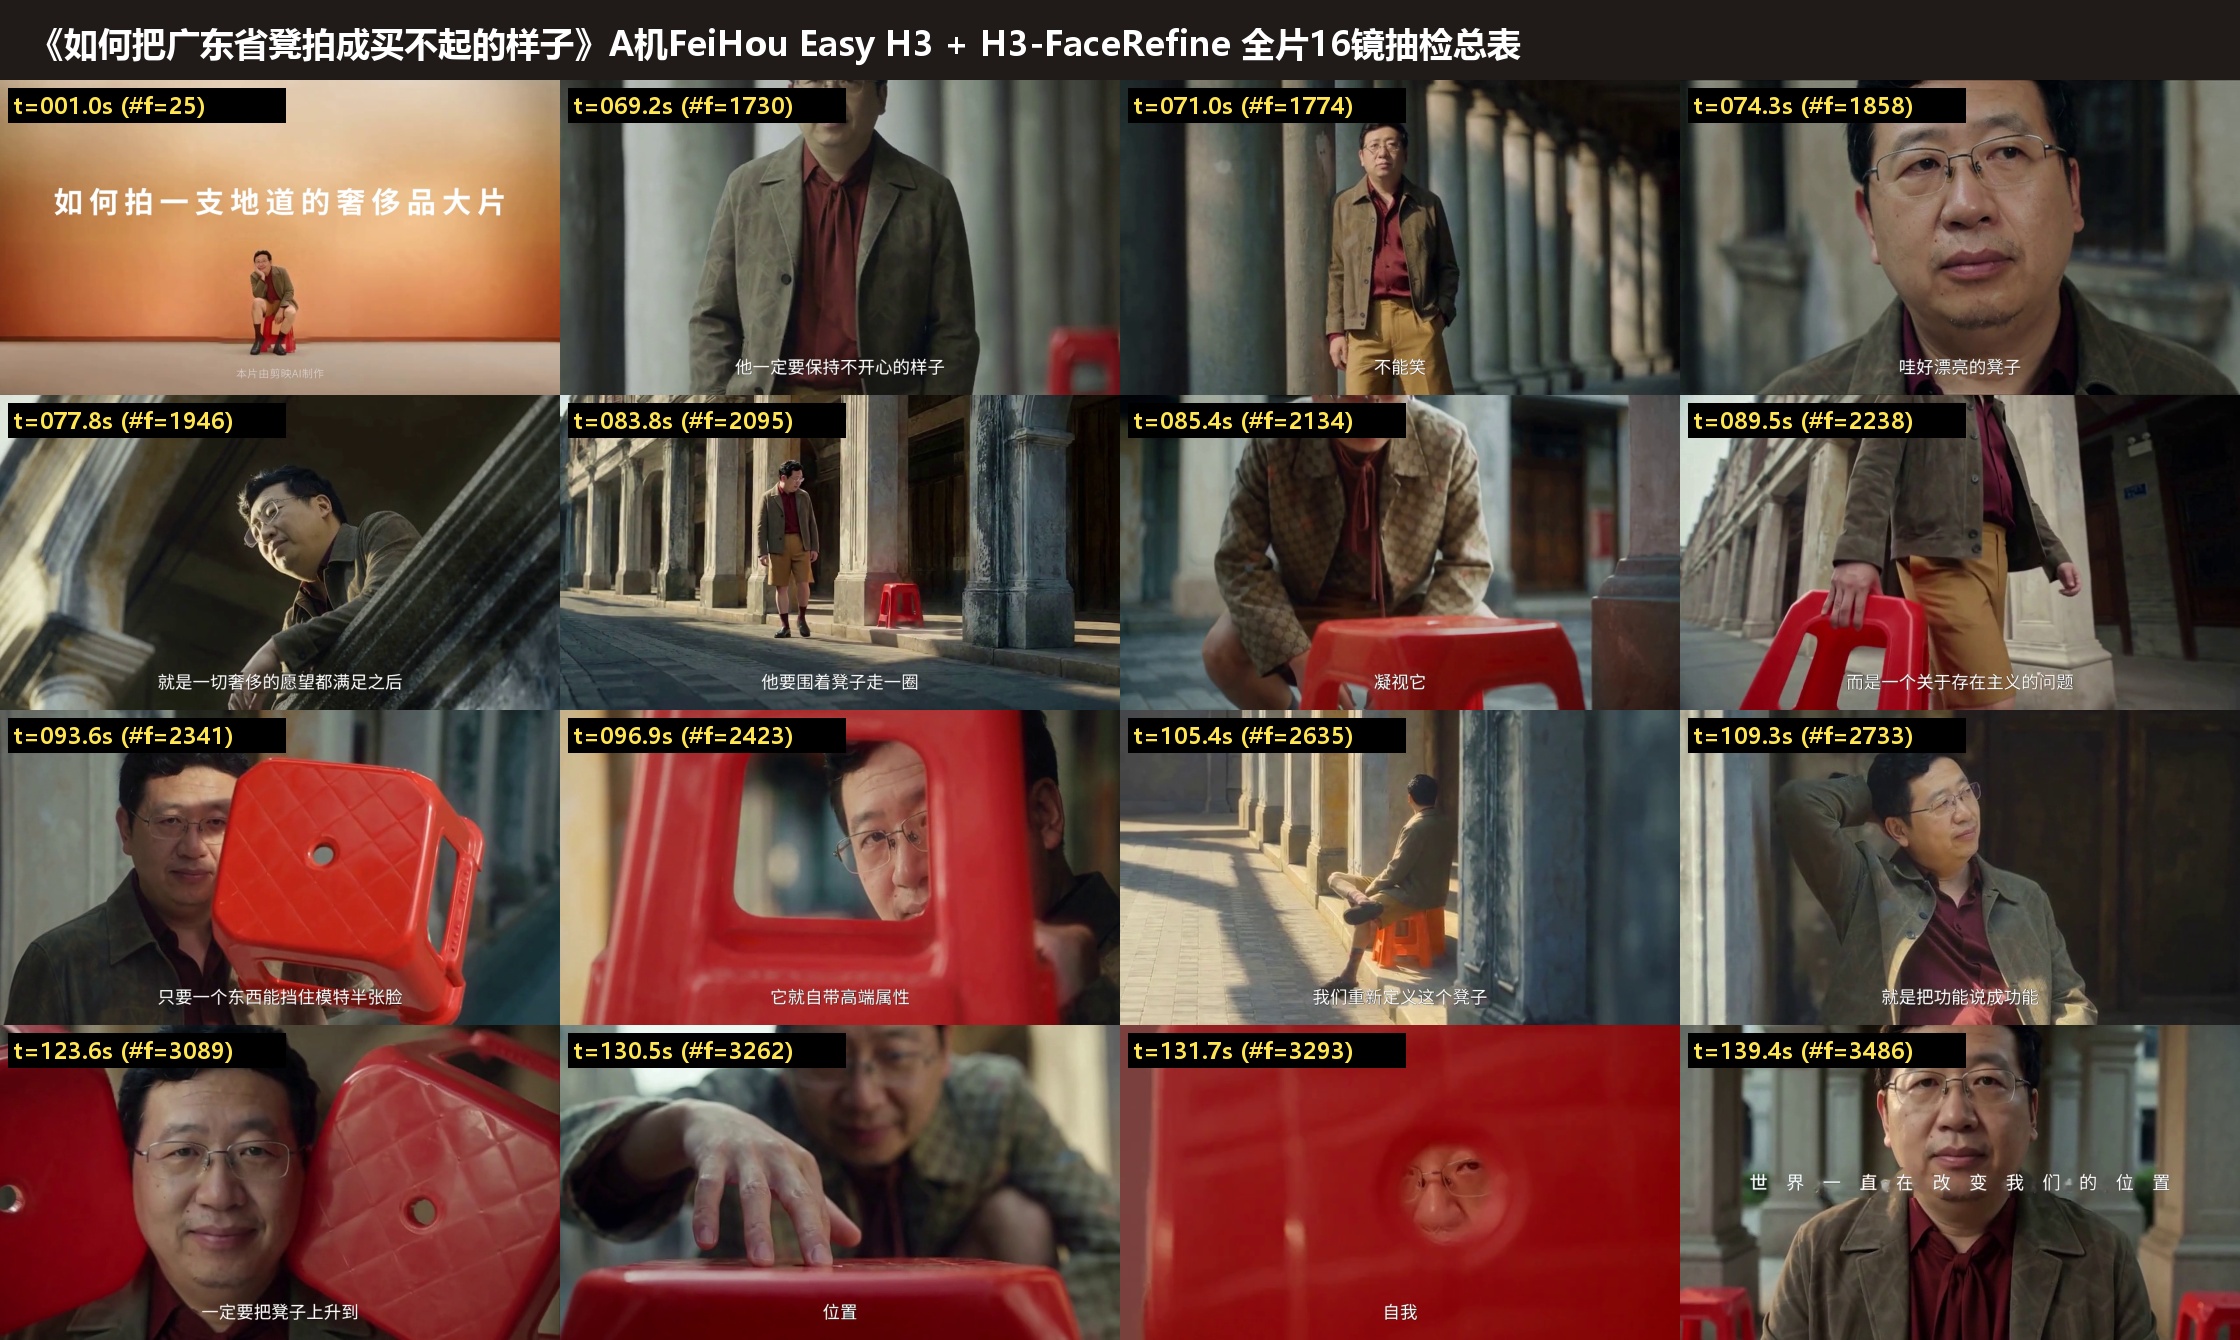 《如何把广东省凳拍成买不起的样子》A机FeiHou Easy H3 + H3-FaceRefine 全片16镜抽检总表
t=001.0s (#f=25)
如何拍一支地道的奢侈品大片
本片由剪映AI制作
t=069.2s (#f=1730)
他一定要保持不开心的样子
t=071.0s (#f=1774)
不能笑
t=074.3s (#f=1858)
哇好漂亮的凳子
t=077.8s (#f=1946)
就是一切奢侈的愿望都满足之后
t=083.8s (#f=2095)
他要围着凳子走一圈
t=085.4s (#f=2134)
凝视它
t=089.5s (#f=2238)
而是一个关于存在主义的问题
t=093.6s (#f=2341)
只要一个东西能挡住模特半张脸
t=096.9s (#f=2423)
它就自带高端属性
t=105.4s (#f=2635)
我们重新定义这个凳子
t=109.3s (#f=2733)
就是把功能说成功能
t=123.6s (#f=3089)
一定要把凳子上升到
t=130.5s (#f=3262)
位置
t=131.7s (#f=3293)
自我
t=139.4s (#f=3486)
世界一直在改变我们的位置